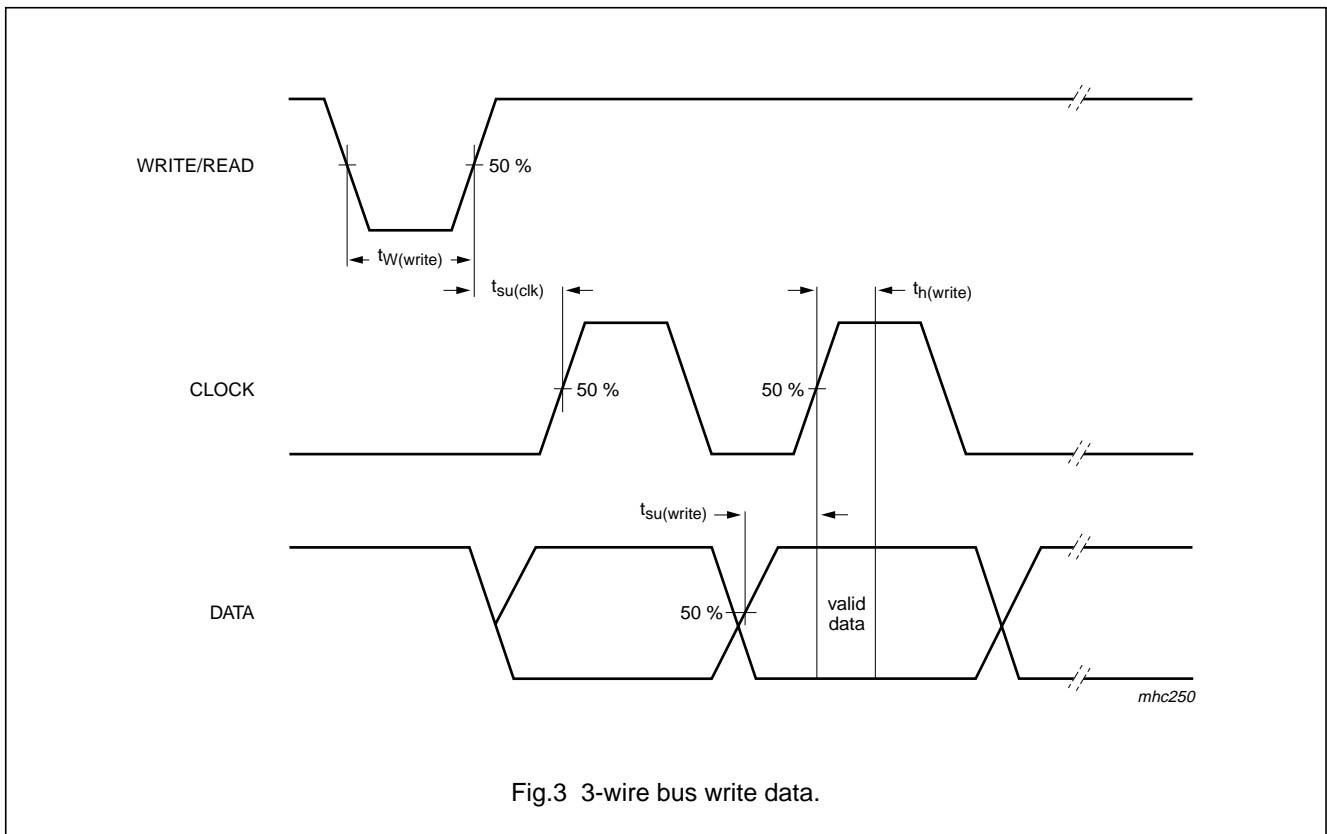 WRITE/READ
50 %
tW(write)
tsu(clk)
th(write)
CLOCK
50 %
50 %
tsu(write)
DATA
50 %
valid
data
mhc250
Fig.3 3-wire bus write data.